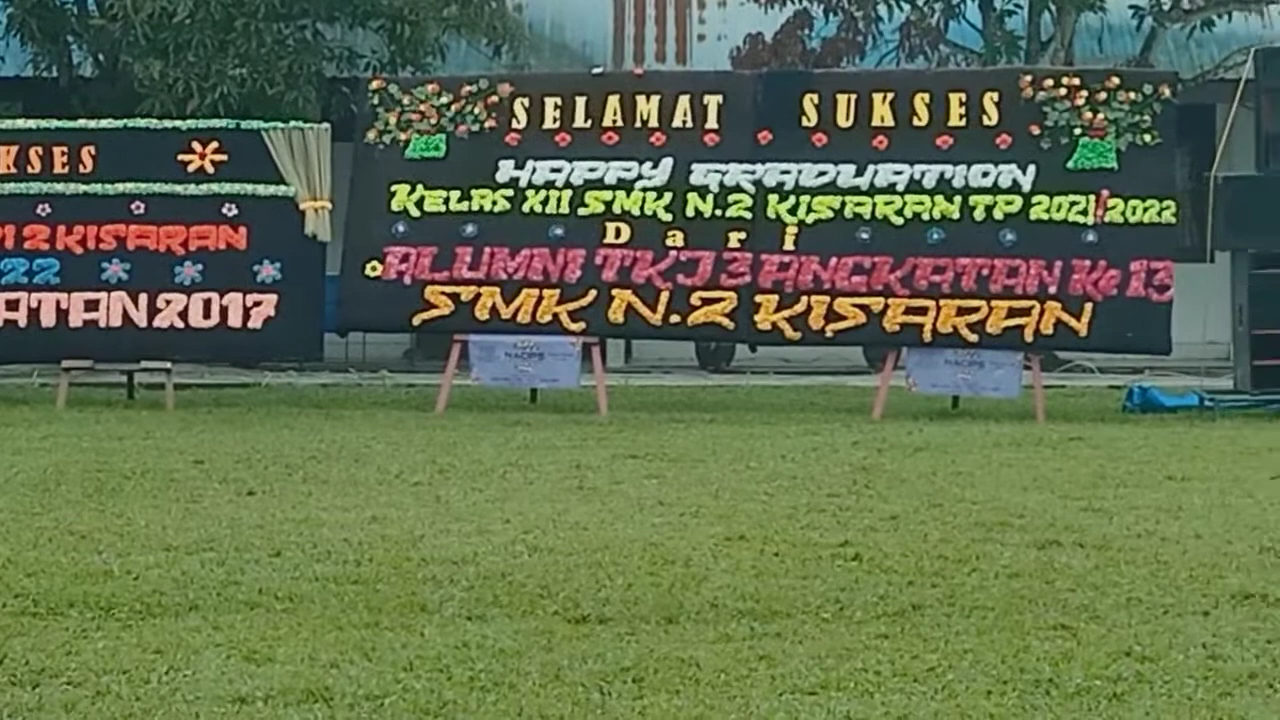 KSES
I 2 KISARAN
22
ATAN 2017
SELAMAT SUKSES
HAPPY GRADUATION
KELAS XII SMK N.2 KISARAN TP 2021/2022
Dari
ALUMNI TKJ 3 ANGKATAN Ke 13
SMK N.2 KISARAN